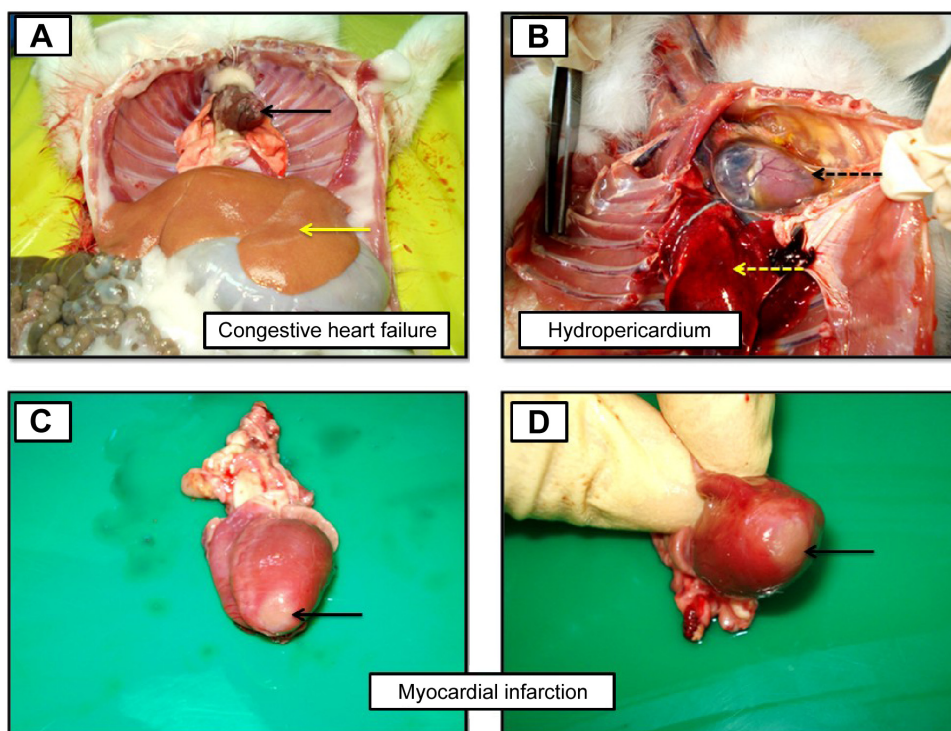 A
B
Congestive heart failure
Hydropericardium
C
D
Myocardial infarction